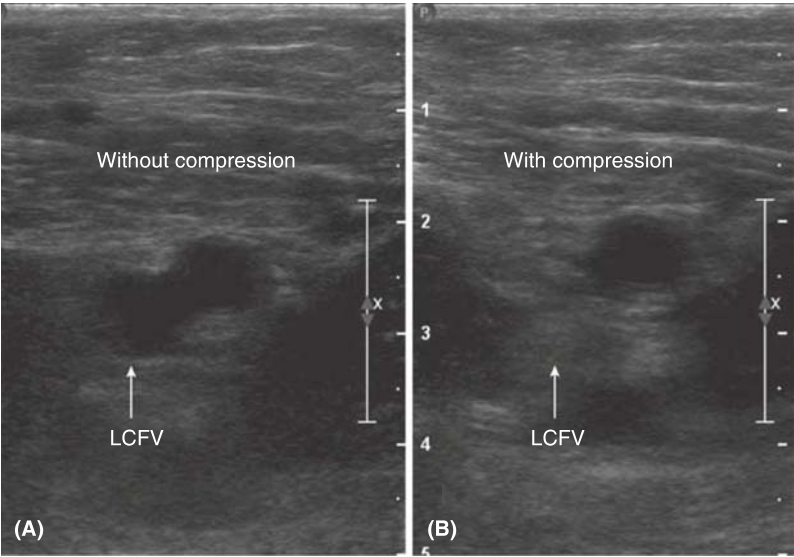 Without compression
LCFV
X
(A)
P
With compression
1
2
X
3
LCFV
4
(B)
5